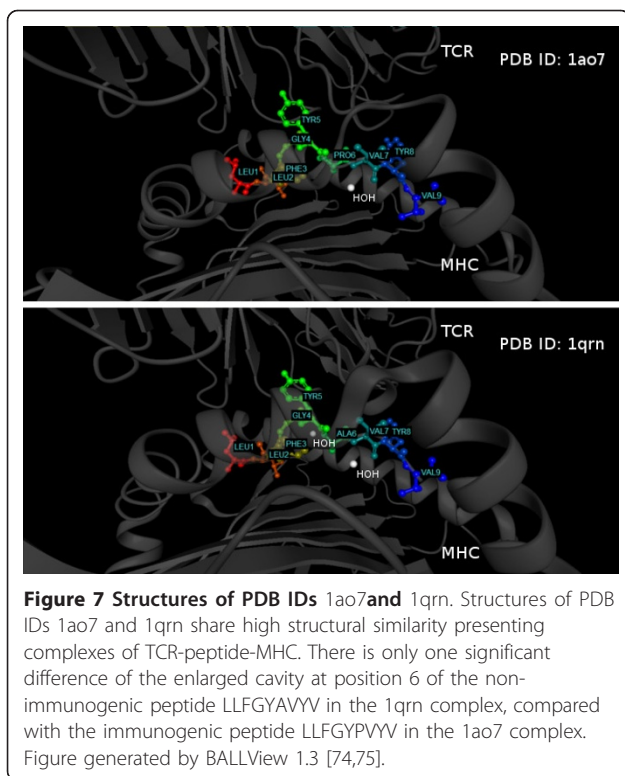 TCR
PDB ID: 1ao7
TYR5
GLY4
PRO6
VAL7
TYR8
LEU1
PHE3
LEU2
VAL9
HOH
MHC
TCR
PDB ID: 1qrn
TYR5
GLY4
ALA6
VAL7
TYR8
LEU1
PHE3
HOH
LEU2
HOH
VAL9
MHC
Figure 7 Structures of PDB IDs 1ao7and 1qrn. Structures of PDB
IDs 1ao7 and 1qrn share high structural similarity presenting
complexes of TCR-peptide-MHC. There is only one significant
difference of the enlarged cavity at position 6 of the non-
immunogenic peptide LLFGYAVYV in the 1qrn complex, compared
with the immunogenic peptide LLFGYPVYV in the 1ao7 complex.
Figure generated by BALLView 1.3 [74,75].